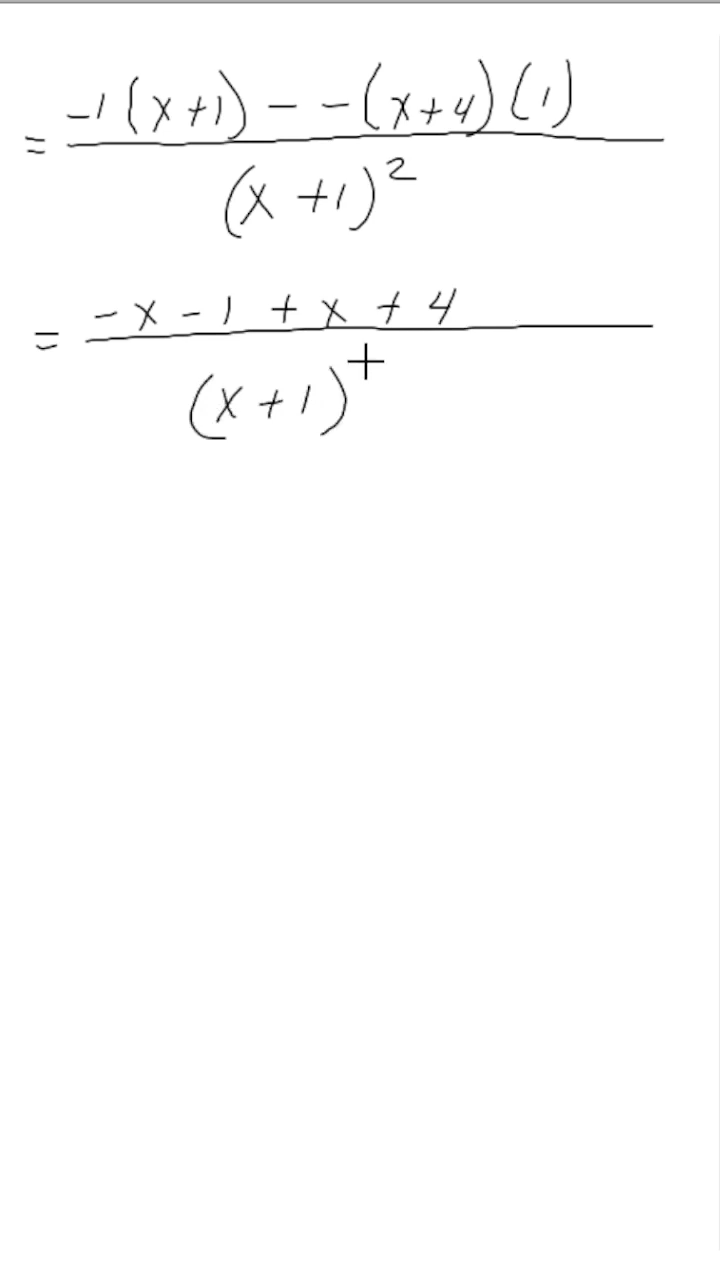 = -1(x+1) - -(x+4)(1)
(x+1)²
= -x - 1 + x + 4
(x+1)